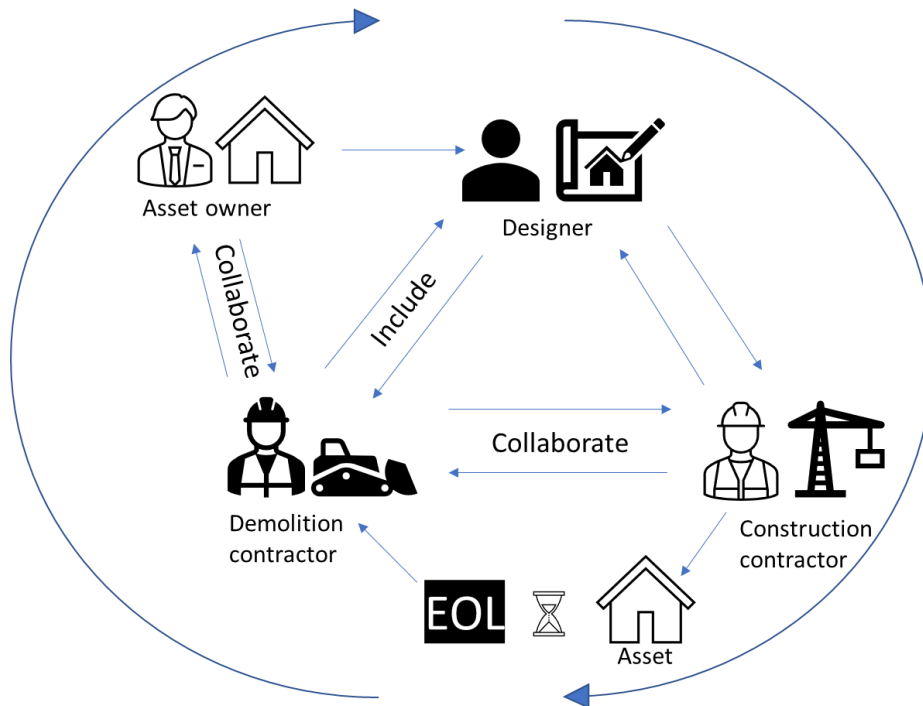 Asset owner
Designer
Collaborate
Include
Collaborate
Demolition
contractor
Construction
contractor
EOL
Asset